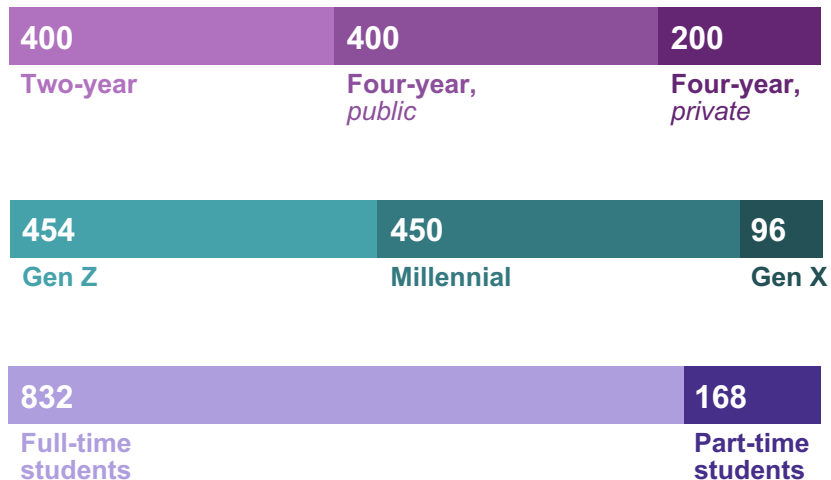 400 400 200
Two-year Four-year, Four-year,
public private
454 450 96
Gen Z Millennial Gen X
832 168
Full-time Part-time
students students